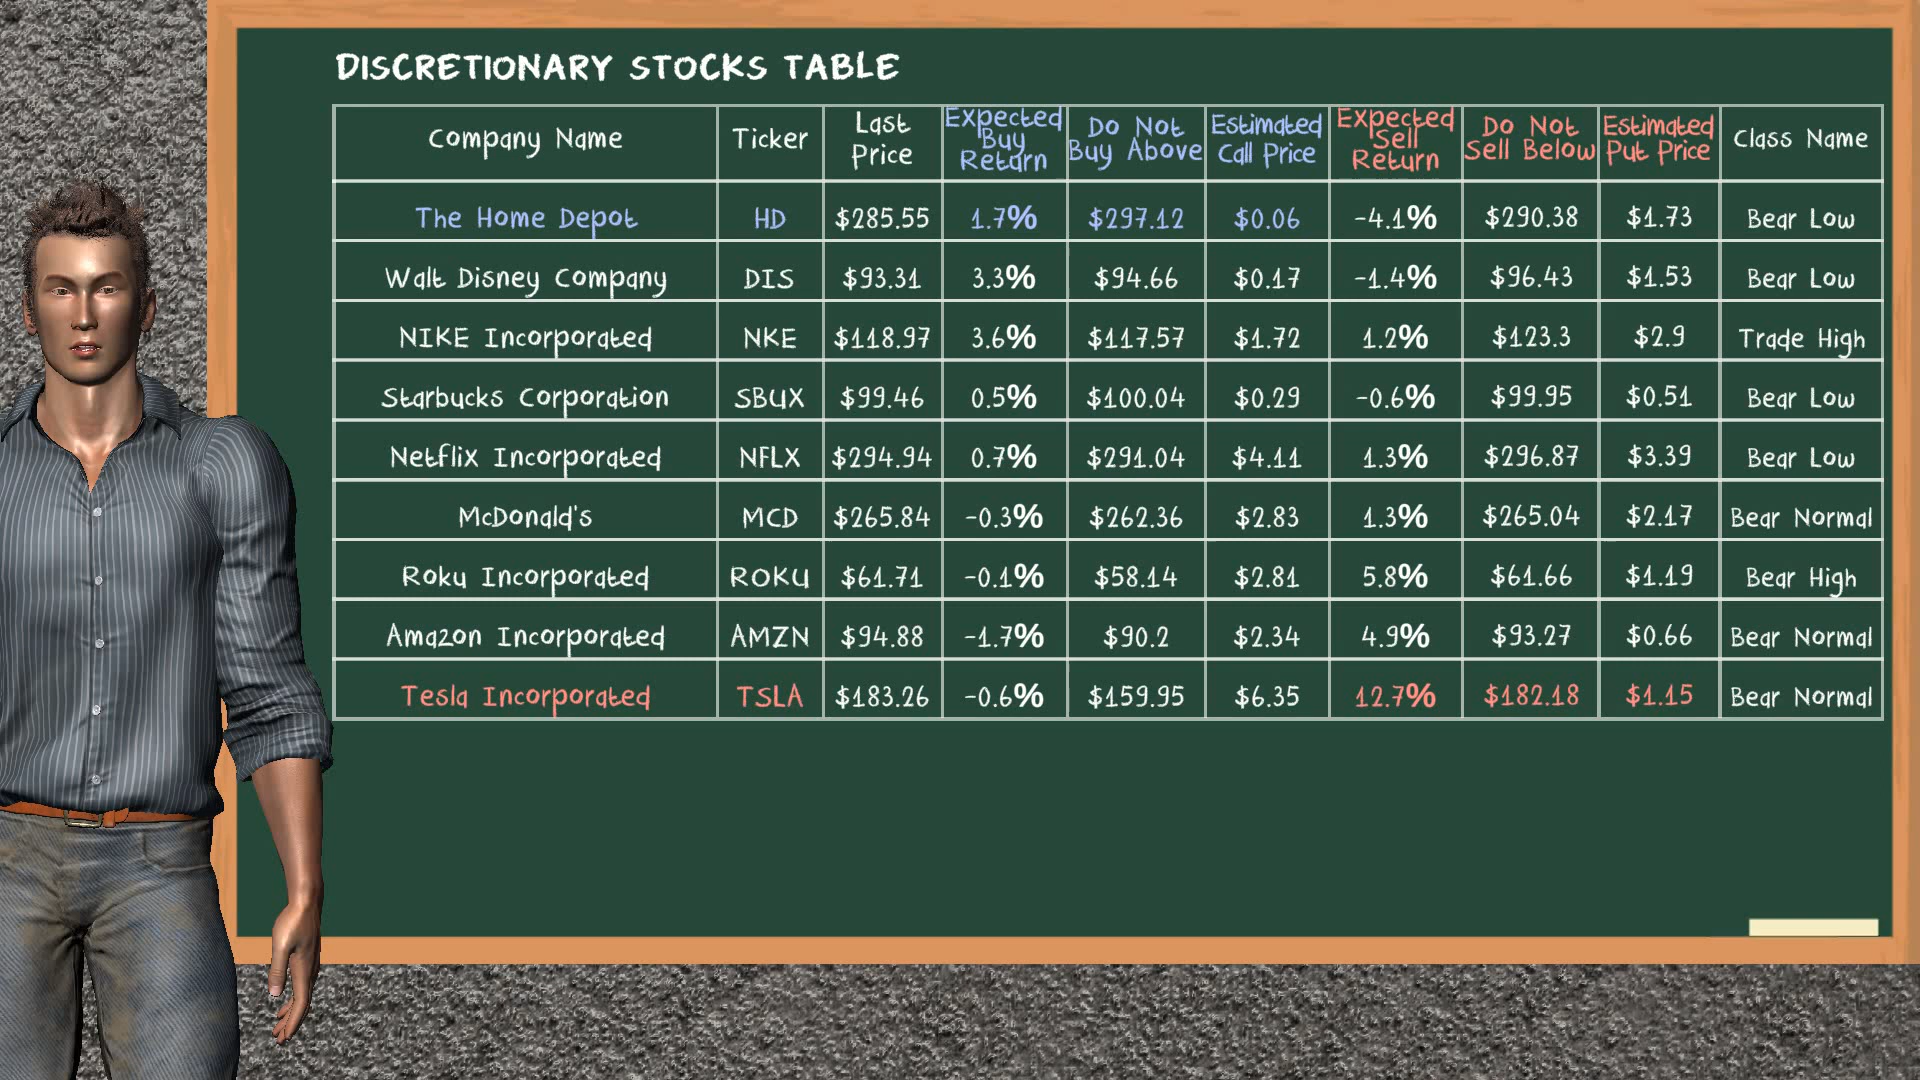 DISCRETIONARY STOCKS TABLE
Company Name Ticker Last Price Expected Buy Return Do Not Buy Above Estimated Call Price Expected Sell Return Do Not Sell Below Estimated Put Price Class Name
The Home Depot HD $285.55 1.7% $297.12 $0.06 -4.1% $290.38 $1.73 Bear Low
Walt Disney Company DIS $93.31 3.3% $94.66 $0.17 -1.4% $96.43 $1.53 Bear Low
NIKE Incorporated NKE $118.97 3.6% $117.57 $1.72 1.2% $123.3 $2.9 Trade High
Starbucks Corporation SBUX $99.46 0.5% $100.04 $0.29 -0.6% $99.95 $0.51 Bear Low
Netflix Incorporated NFLX $294.94 0.7% $291.04 $4.11 1.3% $296.87 $3.39 Bear Low
McDonald's MCD $265.84 -0.3% $262.36 $2.83 1.3% $265.04 $2.17 Bear Normal
Roku Incorporated ROKU $61.71 -0.1% $58.14 $2.81 5.8% $61.66 $1.19 Bear High
Amazon Incorporated AMZN $94.88 -1.7% $90.2 $2.34 4.9% $93.27 $0.66 Bear Normal
Tesla Incorporated TSLA $183.26 -0.6% $159.95 $6.35 12.7% $182.18 $1.15 Bear Normal